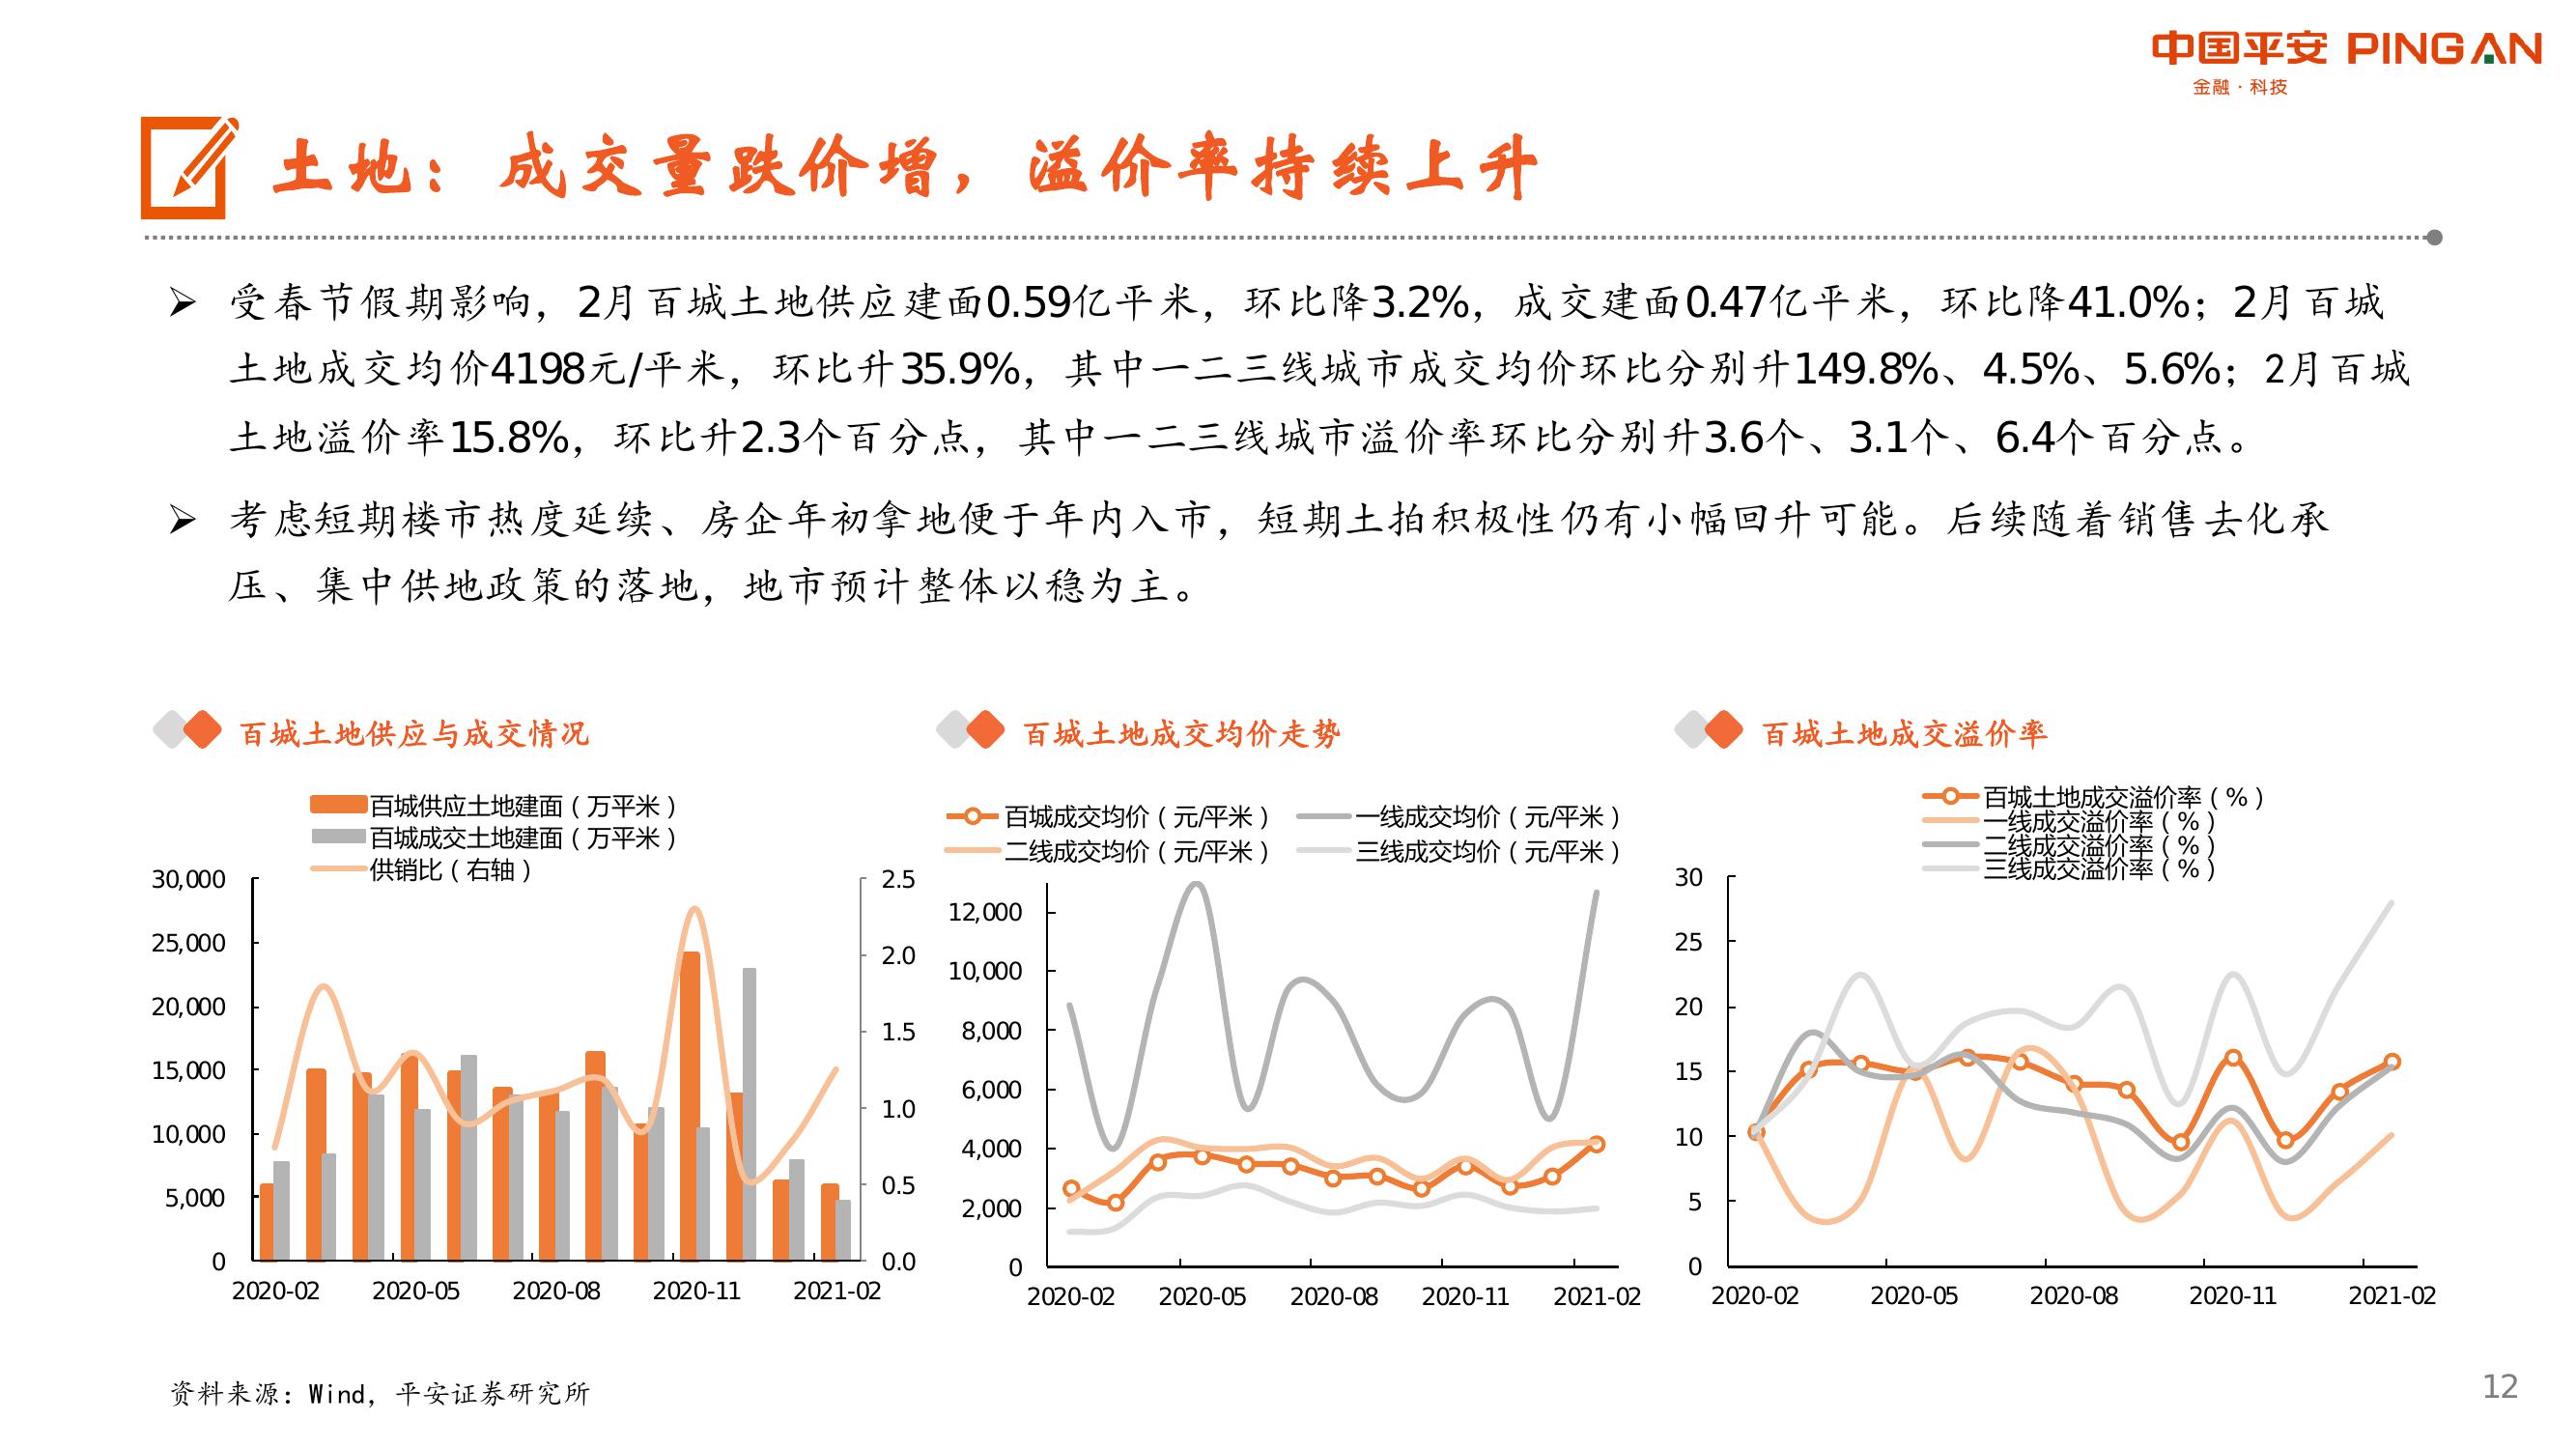 中国平安 PINGAN
金融·科技
土地：成交量跌价增，溢价率持续上升
➢ 受春节假期影响，2月百城土地供应建面0.59亿平米，环比降3.2%，成交建面0.47亿平米，环比降41.0%；2月百城
土地成交均价4198元/平米，环比升35.9%，其中一二三线城市成交均价环比分别升149.8%、4.5%、5.6%；2月百城
土地溢价率15.8%，环比升2.3个百分点，其中一二三线城市溢价率环比分别升3.6个、3.1个、6.4个百分点。
➢ 考虑短期楼市热度延续、房企年初拿地便于年内入市，短期土拍积极性仍有小幅回升可能。后续随着销售去化承
压、集中供地政策的落地，地市预计整体以稳为主。
百城土地供应与成交情况
百城供应土地建面（万平米）
百城成交土地建面（万平米）
供销比（右轴）
30,000
25,000
20,000
15,000
10,000
5,000
0
2.5
2.0
1.5
1.0
0.5
0.0
2020-02 2020-05 2020-08 2020-11 2021-02
百城土地成交均价走势
百城成交均价（元/平米） 一线成交均价（元/平米）
二线成交均价（元/平米） 三线成交均价（元/平米）
12,000
10,000
8,000
6,000
4,000
2,000
0
2020-02 2020-05 2020-08 2020-11 2021-02
百城土地成交溢价率
百城土地成交溢价率（%）
一线成交溢价率（%）
二线成交溢价率（%）
三线成交溢价率（%）
30
25
20
15
10
5
0
2020-02 2020-05 2020-08 2020-11 2021-02
资料来源：Wind，平安证券研究所
12